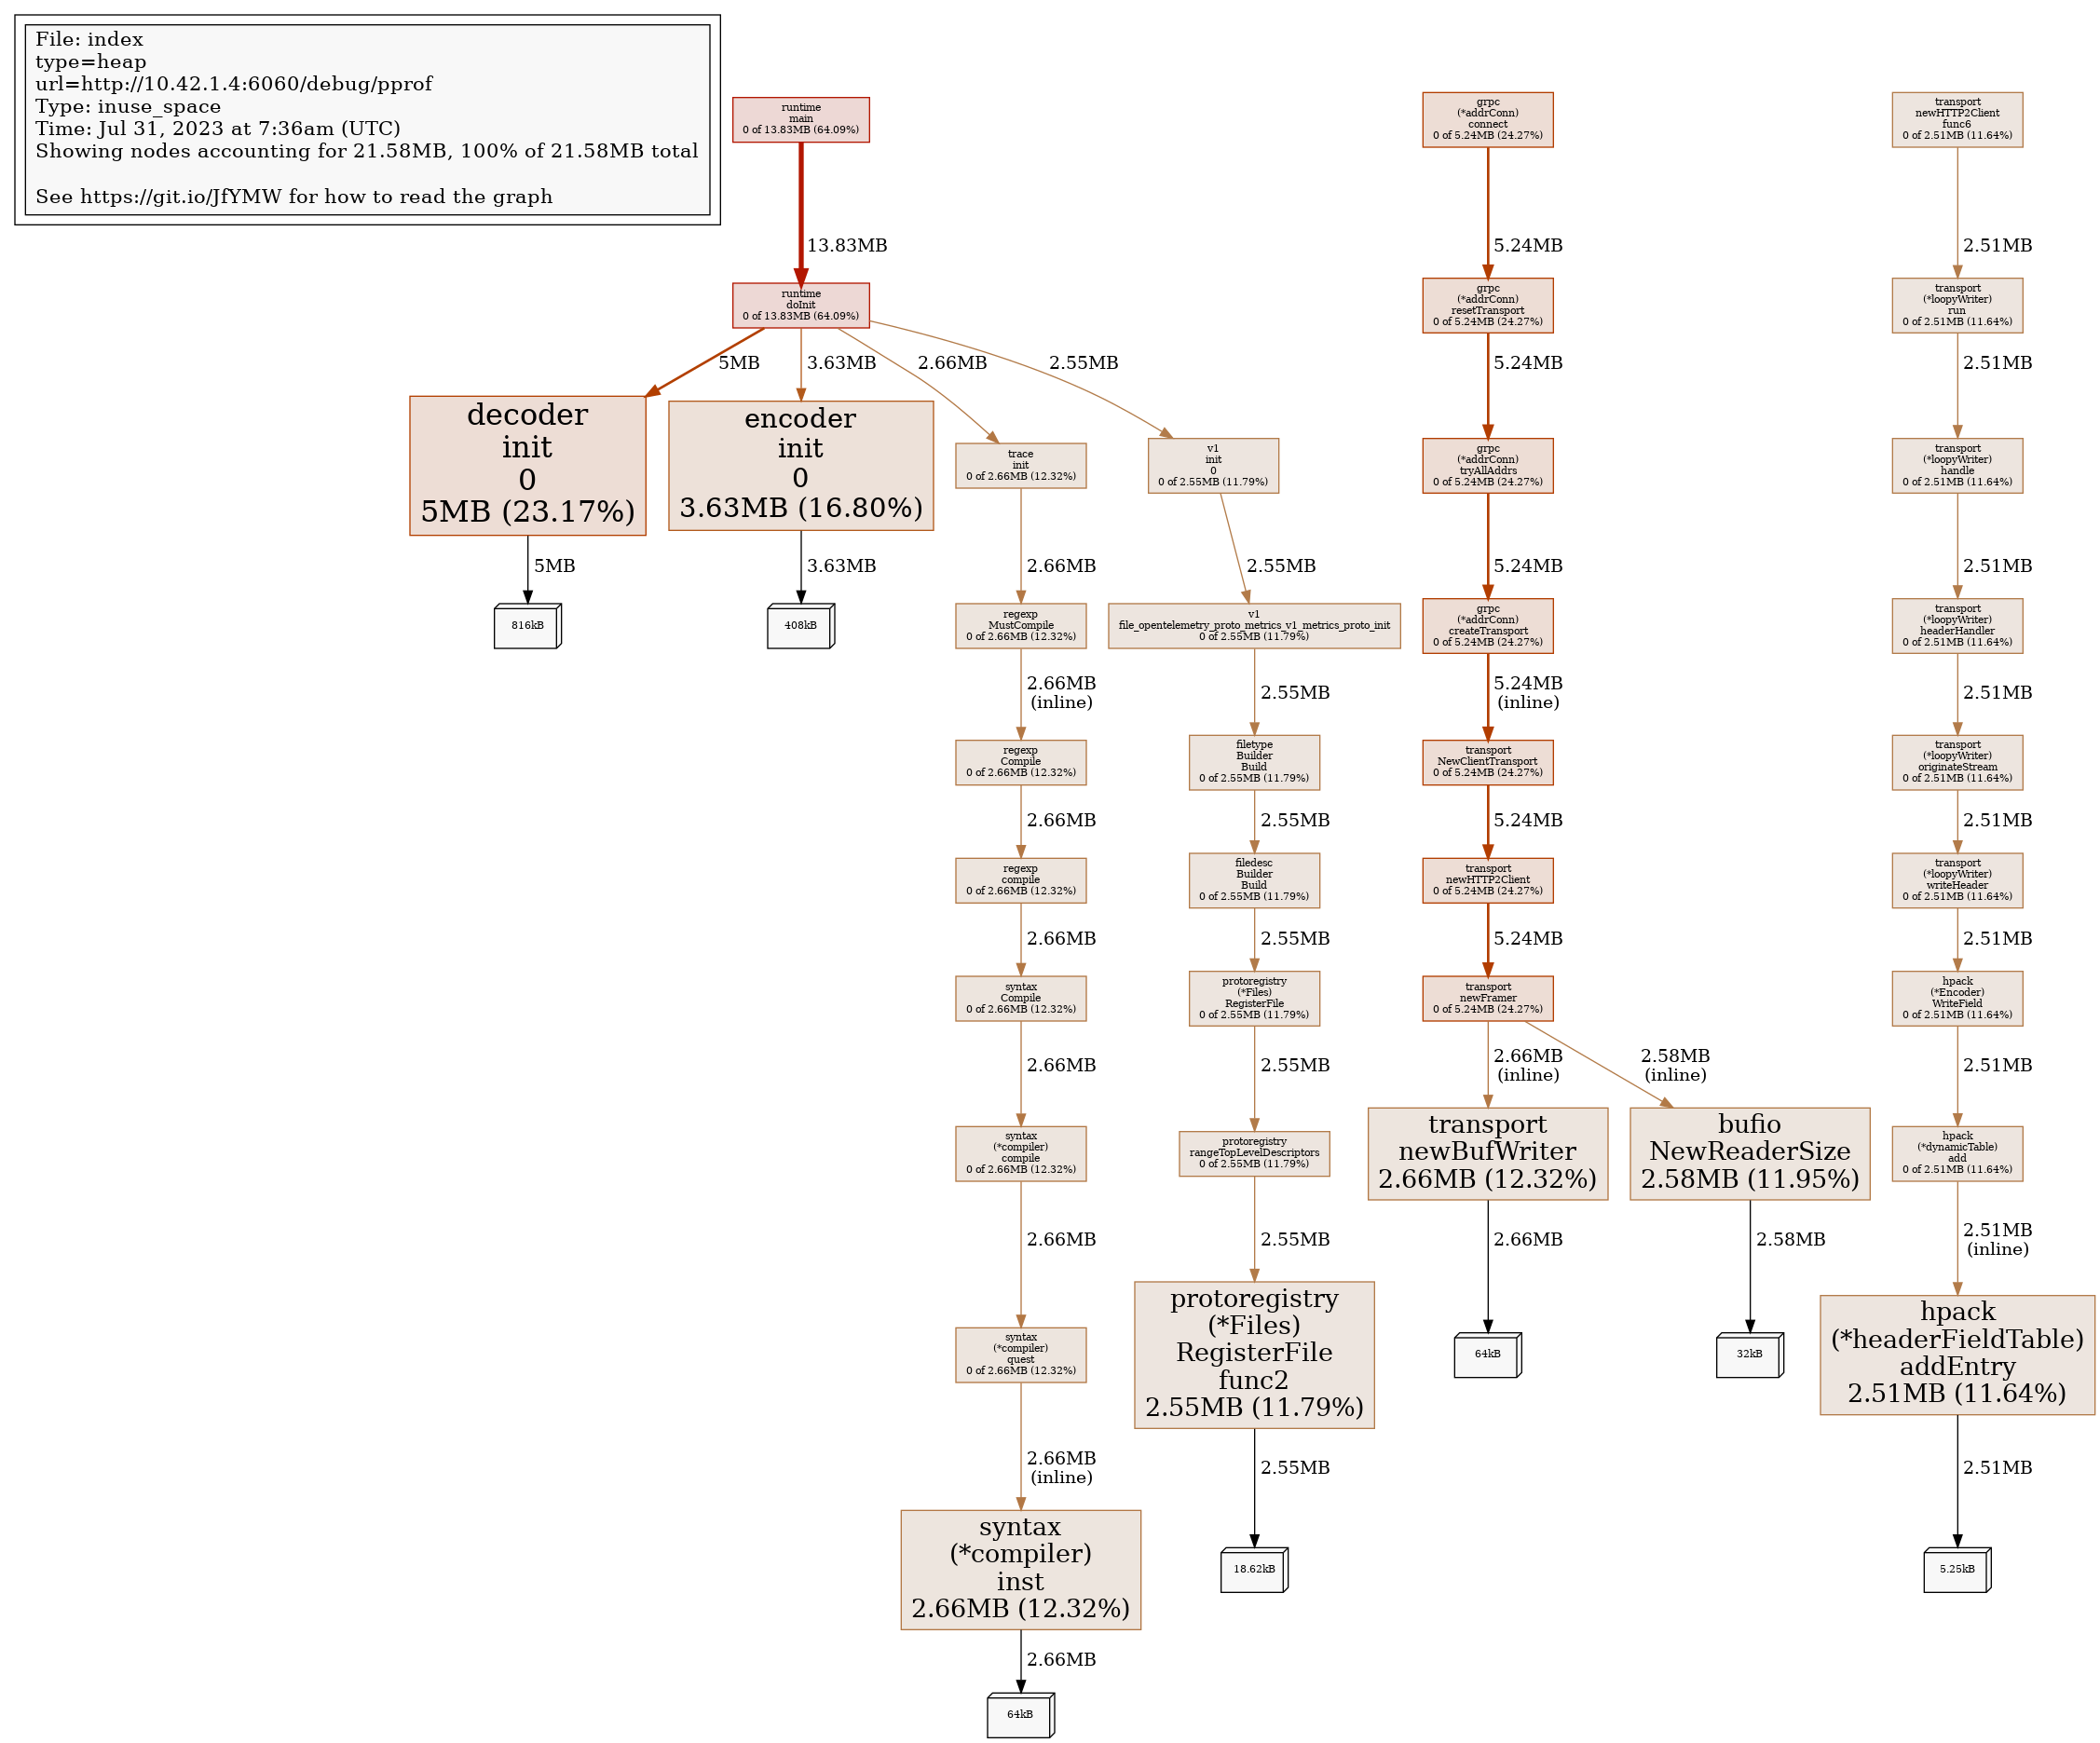 File: index
type=heap
url=http://10.42.1.4:6060/debug/pprof
Type: inuse_space
Time: Jul 31, 2023 at 7:36am (UTC)
Showing nodes accounting for 21.58MB, 100% of 21.58MB total
See https://git.io/JfYMW for how to read the graph
runtime
main
0 of 13.83MB (64.09%)
13.83MB
runtime
doInit
0 of 13.83MB (64.09%)
5MB
3.63MB
2.66MB
2.55MB
decoder
init
0
5MB (23.17%)
5MB
816kB
encoder
init
0
3.63MB (16.80%)
3.63MB
408kB
trace
init
0 of 2.66MB (12.32%)
2.66MB
regexp
MustCompile
0 of 2.66MB (12.32%)
2.66MB
(inline)
regexp
Compile
0 of 2.66MB (12.32%)
2.66MB
regexp
compile
0 of 2.66MB (12.32%)
2.66MB
syntax
Compile
0 of 2.66MB (12.32%)
2.66MB
syntax
(*compiler)
compile
0 of 2.66MB (12.32%)
2.66MB
syntax
(*compiler)
quest
0 of 2.66MB (12.32%)
2.66MB
(inline)
syntax
(*compiler)
inst
2.66MB (12.32%)
2.66MB
64kB
v1
init
0
0 of 2.55MB (11.79%)
2.55MB
v1
file_opentelemetry_proto_metrics_v1_metrics_proto_init
0 of 2.55MB (11.79%)
2.55MB
filetype
Builder
Build
0 of 2.55MB (11.79%)
2.55MB
filedesc
Builder
Build
0 of 2.55MB (11.79%)
2.55MB
protoregistry
(*Files)
RegisterFile
0 of 2.55MB (11.79%)
2.55MB
protoregistry
rangeTopLevelDescriptors
0 of 2.55MB (11.79%)
2.55MB
protoregistry
(*Files)
RegisterFile
func2
2.55MB (11.79%)
2.55MB
18.62kB
grpc
(*addrConn)
connect
0 of 5.24MB (24.27%)
5.24MB
grpc
(*addrConn)
resetTransport
0 of 5.24MB (24.27%)
5.24MB
grpc
(*addrConn)
tryAllAddrs
0 of 5.24MB (24.27%)
5.24MB
grpc
(*addrConn)
createTransport
0 of 5.24MB (24.27%)
5.24MB
(inline)
transport
NewClientTransport
0 of 5.24MB (24.27%)
5.24MB
transport
newHTTP2Client
0 of 5.24MB (24.27%)
5.24MB
transport
newFramer
0 of 5.24MB (24.27%)
2.66MB
(inline)
2.58MB
(inline)
transport
newBufWriter
2.66MB (12.32%)
2.66MB
64kB
bufio
NewReaderSize
2.58MB (11.95%)
2.58MB
32kB
transport
newHTTP2Client
func6
0 of 2.51MB (11.64%)
2.51MB
transport
(*loopyWriter)
run
0 of 2.51MB (11.64%)
2.51MB
transport
(*loopyWriter)
handle
0 of 2.51MB (11.64%)
2.51MB
transport
(*loopyWriter)
headerHandler
0 of 2.51MB (11.64%)
2.51MB
transport
(*loopyWriter)
originateStream
0 of 2.51MB (11.64%)
2.51MB
transport
(*loopyWriter)
writeHeader
0 of 2.51MB (11.64%)
2.51MB
hpack
(*Encoder)
WriteField
0 of 2.51MB (11.64%)
2.51MB
hpack
(*dynamicTable)
add
0 of 2.51MB (11.64%)
2.51MB
(inline)
hpack
(*headerFieldTable)
addEntry
2.51MB (11.64%)
2.51MB
5.25kB